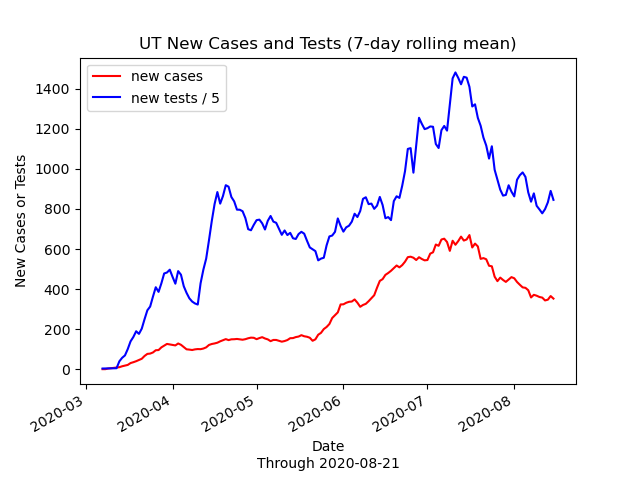 UT New Cases and Tests (7-day rolling mean)
new cases
new tests / 5
New Cases or Tests
1400
1200
1000
800
600
400
200
0
2020-03
2020-04
2020-05
2020-06
2020-07
2020-08
Date
Through 2020-08-21